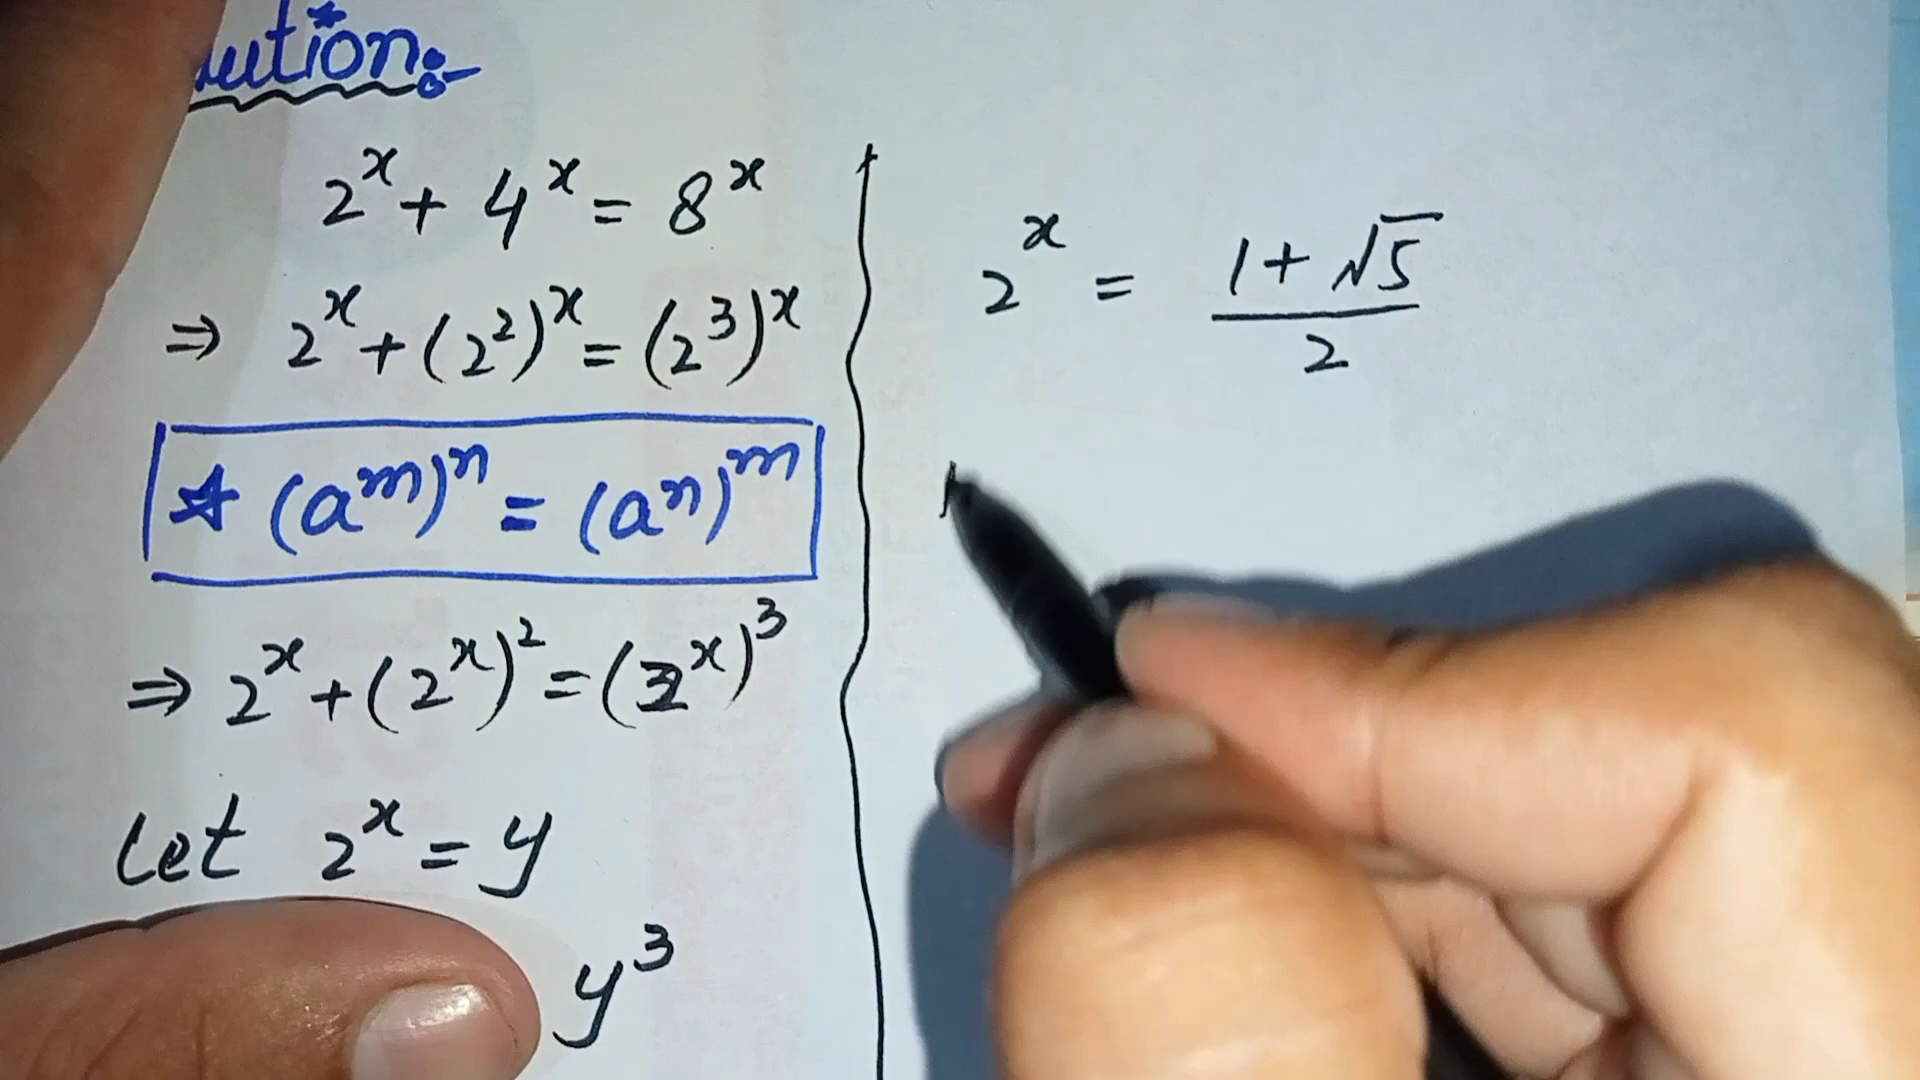 2^x + 4^x = 8^x
⇒ 2^x + (2^2)^x = (2^3)^x
☆ (a^m)^n = (a^n)^m
⇒ 2^x + (2^x)^2 = (2^x)^3
Let 2^x = y
y^3
2^x = (1 + √5)/2